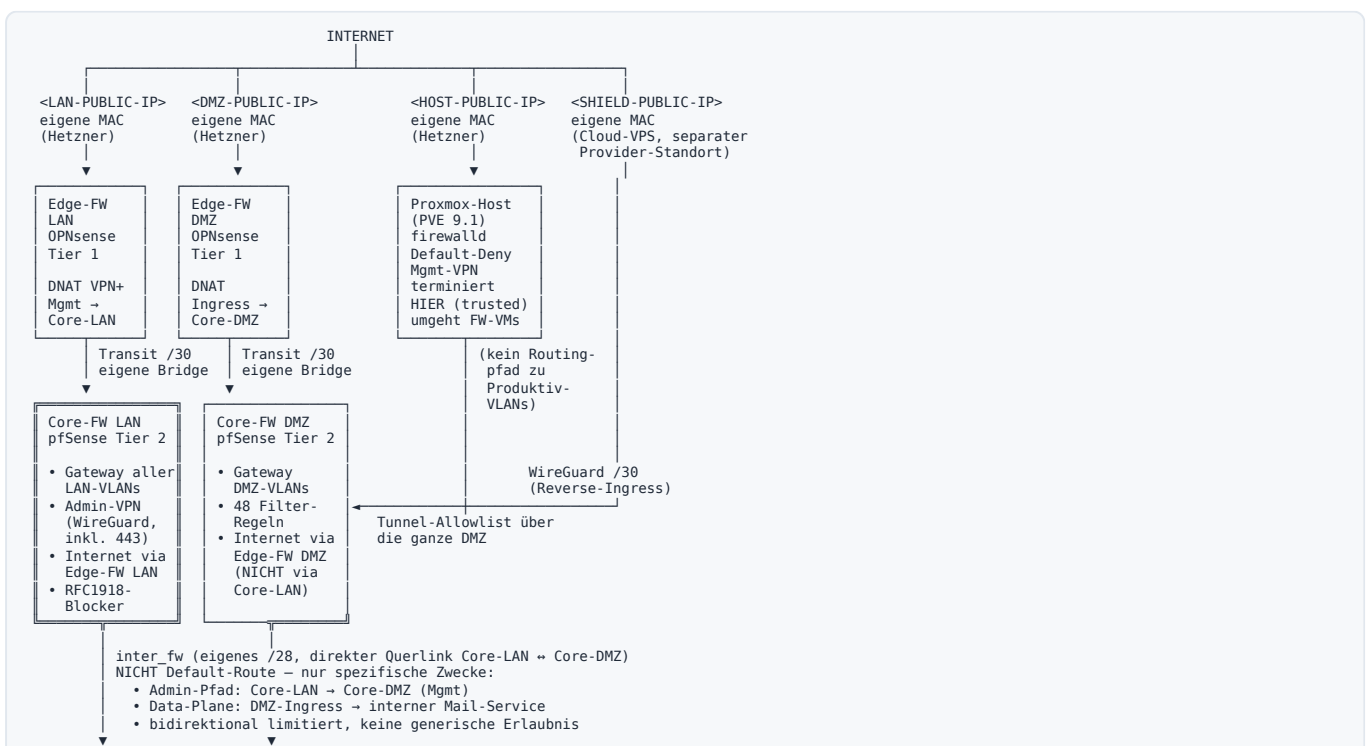 INTERNET
<LAN-PUBLIC-IP> <DMZ-PUBLIC-IP> <HOST-PUBLIC-IP> <SHIELD-PUBLIC-IP>
eigene MAC eigene MAC eigene MAC eigene MAC
(Hetzner) (Hetzner) (Hetzner) (Cloud-VPS, separater
Provider-Standort)
Edge-FW Edge-FW Proxmox-Host
LAN DMZ (PVE 9.1)
OPNsense OPNsense firewalld
Tier 1 Tier 1 Default-Deny
Mgmt-VPN
DNAT VPN+ DNAT terminiert
Mgmt → Ingress → HIER (trusted)
Core-LAN Core-DMZ umgeht FW-VMs
Transit /30 Transit /30 (kein Routing-
eigene Bridge eigene Bridge pfad zu
Produktiv-
VLANs)
Core-FW LAN Core-FW DMZ
pfSense Tier 2 pfSense Tier 2
• Gateway aller • Gateway WireGuard /30
LAN-VLANs DMZ-VLANs (Reverse-Ingress)
• Admin-VPN • 48 Filter-
(WireGuard, Regeln Tunnel-Allowlist über
inkl. 443) • Internet via die ganze DMZ
• Internet via Edge-FW DMZ
Edge-FW LAN (NICHT via
• RFC1918- Core-LAN)
Blocker
inter_fw (eigenes /28, direkter Querlink Core-LAN ↔ Core-DMZ)
NICHT Default-Route — nur spezifische Zwecke:
• Admin-Pfad: Core-LAN → Core-DMZ (Mgmt)
• Data-Plane: DMZ-Ingress → interner Mail-Service
• bidirektional limitiert, keine generische Erlaubnis